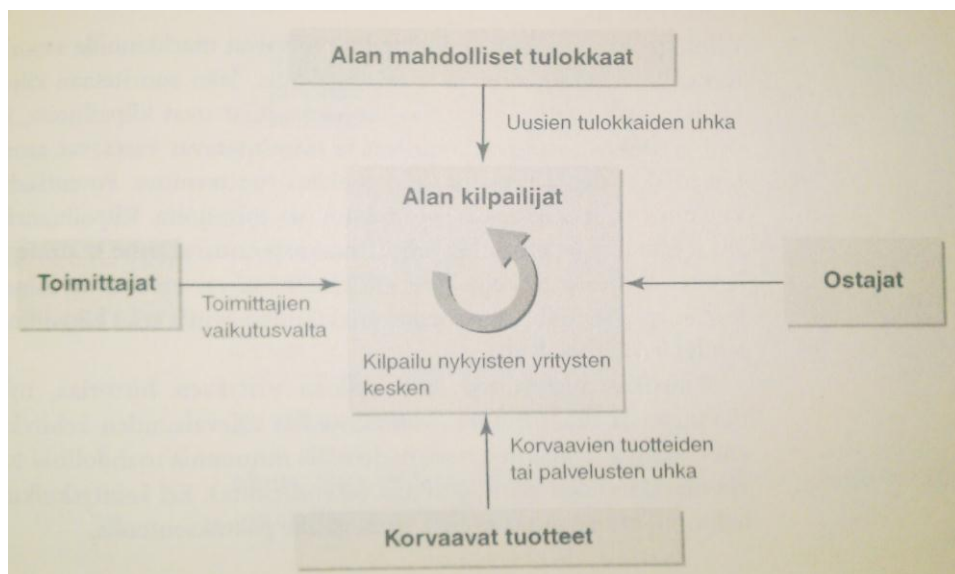 Alan mahdolliset tulokkaat
Uusien tulokkaiden uhka
Alan kilpailijat
Toimittajat
Toimittajien
vaikutusvalta
Ostajat
Kilpailu nykyisten yritysten
kesken
Korvaavien tuotteiden
tai palvelusten uhka
Korvaavat tuotteet